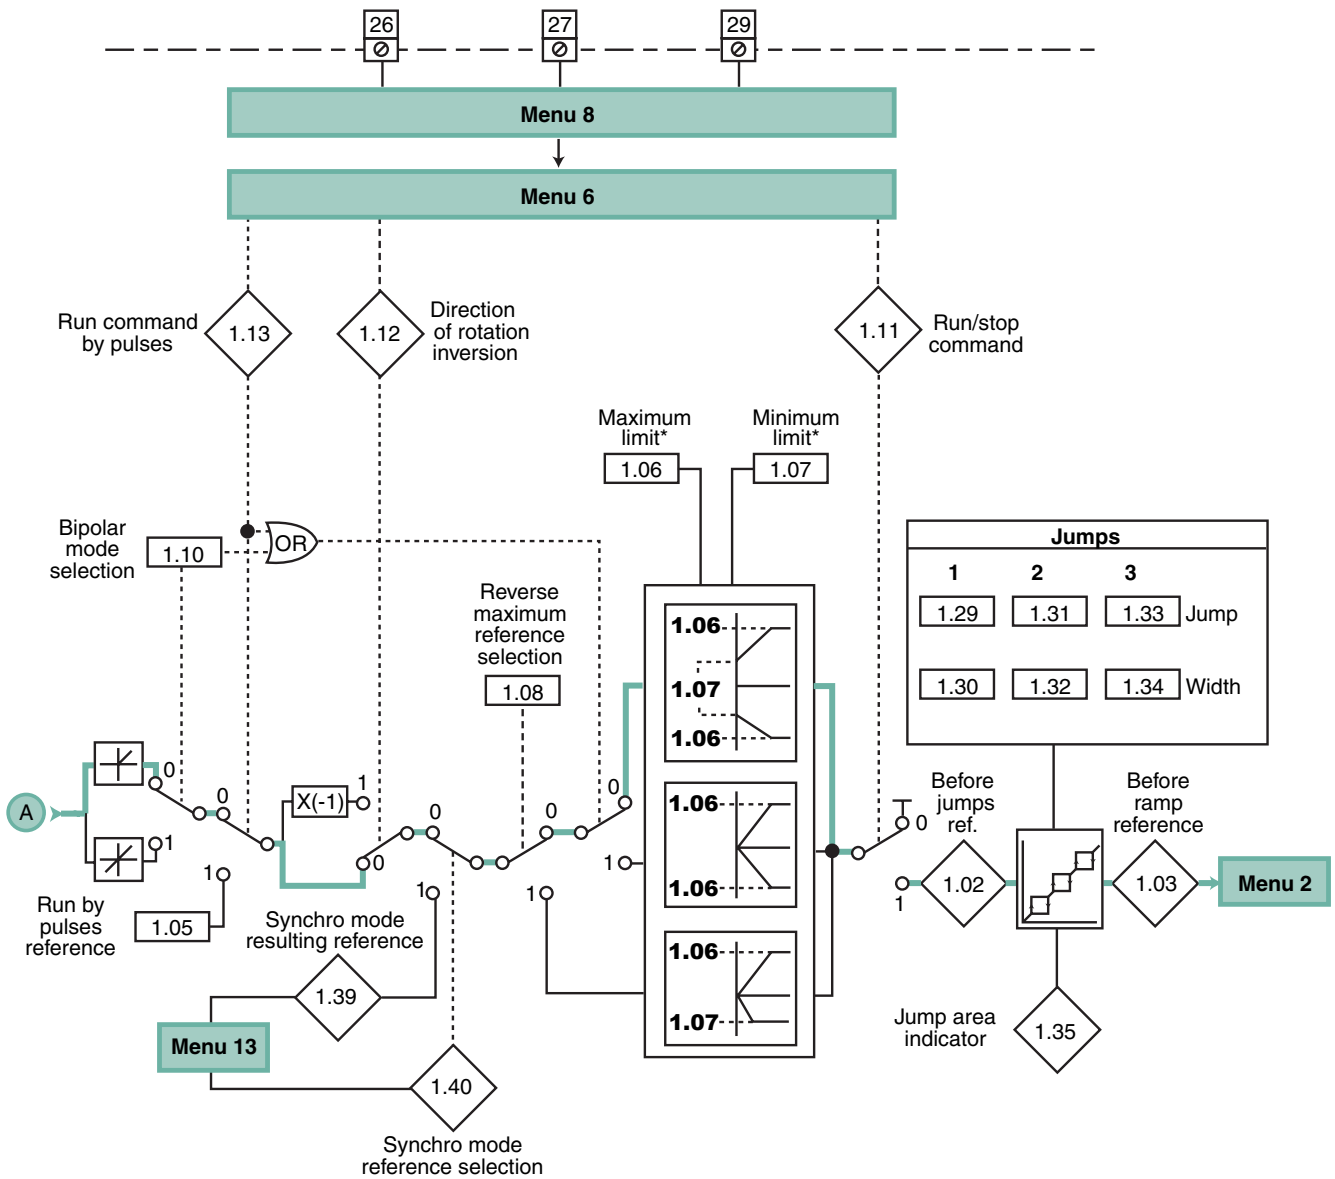 26
27
29
Menu 8
Menu 6
Run command
by pulses
1.13
1.12
Direction
of rotation
inversion
1.11
Run/stop
command
Maximum
limit*
1.06
Minimum
limit*
1.07
Bipolar
mode
selection
1.10
OR
Reverse
maximum
reference
selection
1.08
Jumps
1 2 3
1.29 1.31 1.33 Jump
1.30 1.32 1.34 Width
1.06
1.07
1.06
1.06
1.06
1.06
1.07
A
0
1
0
1
Run by
pulses
reference
1.05
X(-1)
1
0
0
1
Synchro mode
resulting reference
1.39
Menu 13
1.40
Synchro mode
reference selection
0
1
0
1
0
1
Before
jumps
ref.
1.02
Before
ramp
reference
1.03
Menu 2
Jump area
indicator
1.35